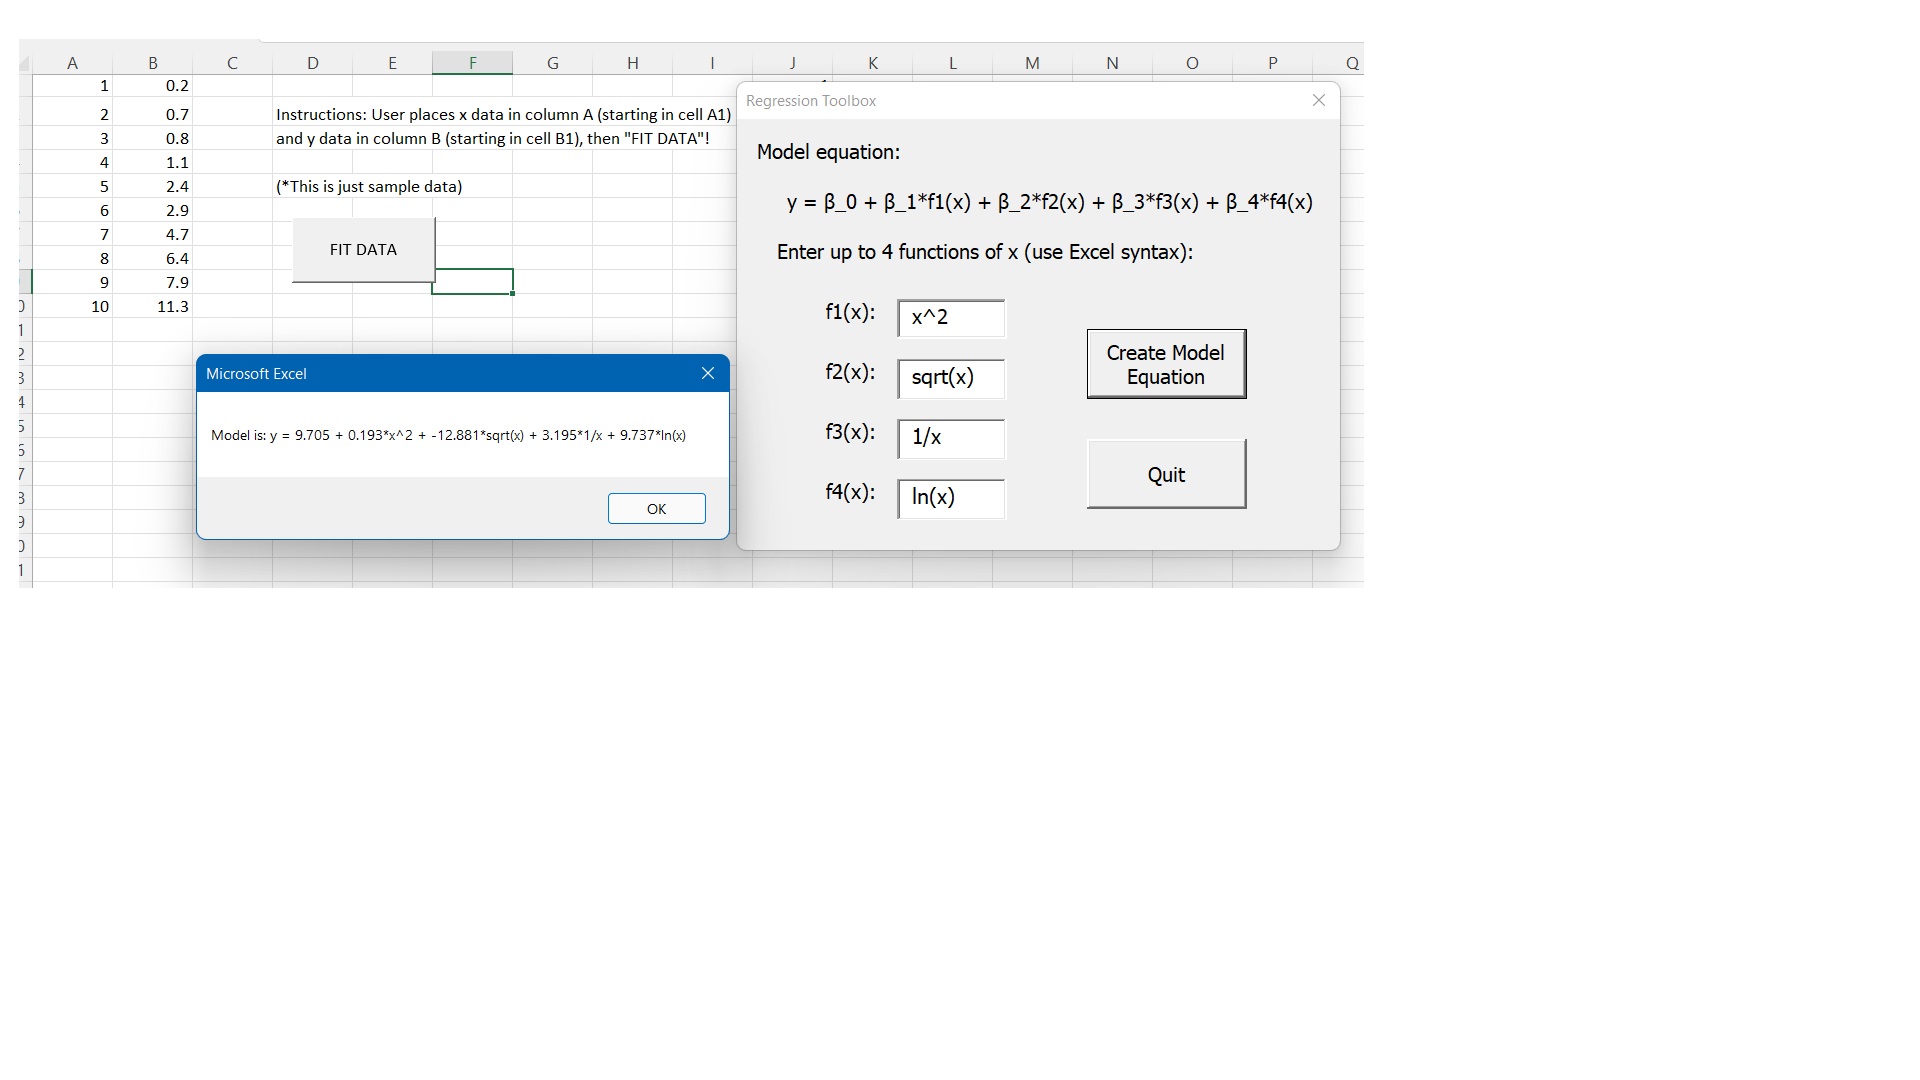 A B C D E F G H I J K L M N O P Q
1 0.2
2 0.7 Instructions: User places x data in column A (starting in cell A1)
3 0.8 and y data in column B (starting in cell B1), then "FIT DATA"!
4 1.1
5 2.4 (*This is just sample data)
6 2.9
7 4.7
8 6.4
9 7.9
10 11.3
FIT DATA
Microsoft Excel
Model is: y = 9.705 + 0.193*x^2 + -12.881*sqrt(x) + 3.195*1/x + 9.737*ln(x)
OK
Regression Toolbox
Model equation:
y = β_0 + β_1*f1(x) + β_2*f2(x) + β_3*f3(x) + β_4*f4(x)
Enter up to 4 functions of x (use Excel syntax):
f1(x): x^2
f2(x): sqrt(x)
f3(x): 1/x
f4(x): ln(x)
Create Model
Equation
Quit